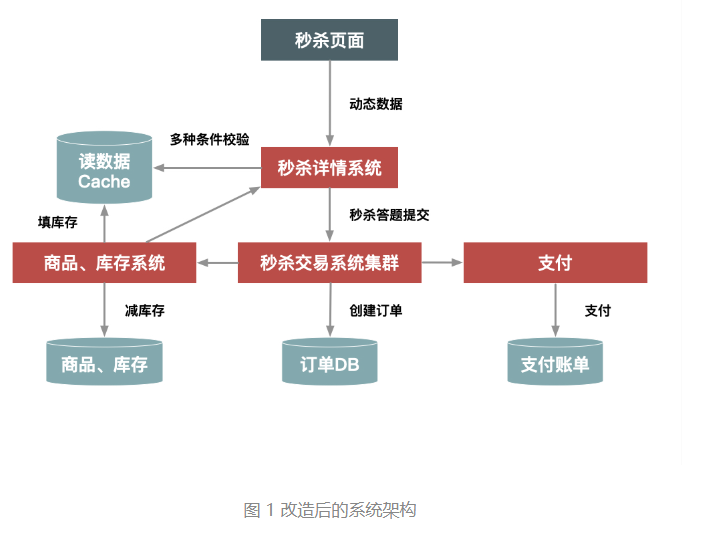 秒杀页面
动态数据
多种条件校验
读数据
Cache
秒杀详情系统
填库存
秒杀答题提交
商品、库存系统
秒杀交易系统集群
支付
减库存
创建订单
支付
商品、库存
订单DB
支付账单
图 1 改造后的系统架构